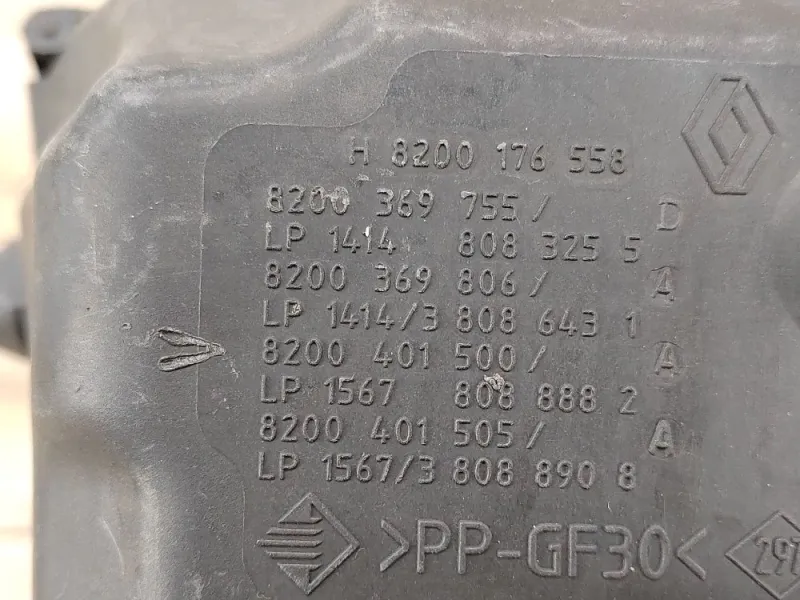 H 8200 176 558
8200 369 755/ D
LP 1414 808 325 5
8200 369 806/ A
LP 1414/3 808 643 1
8200 401 500/ A
LP 1567 808 888 2
8200 401 505/ A
LP 1567/3 808 890 8
>PP-GF30< 297